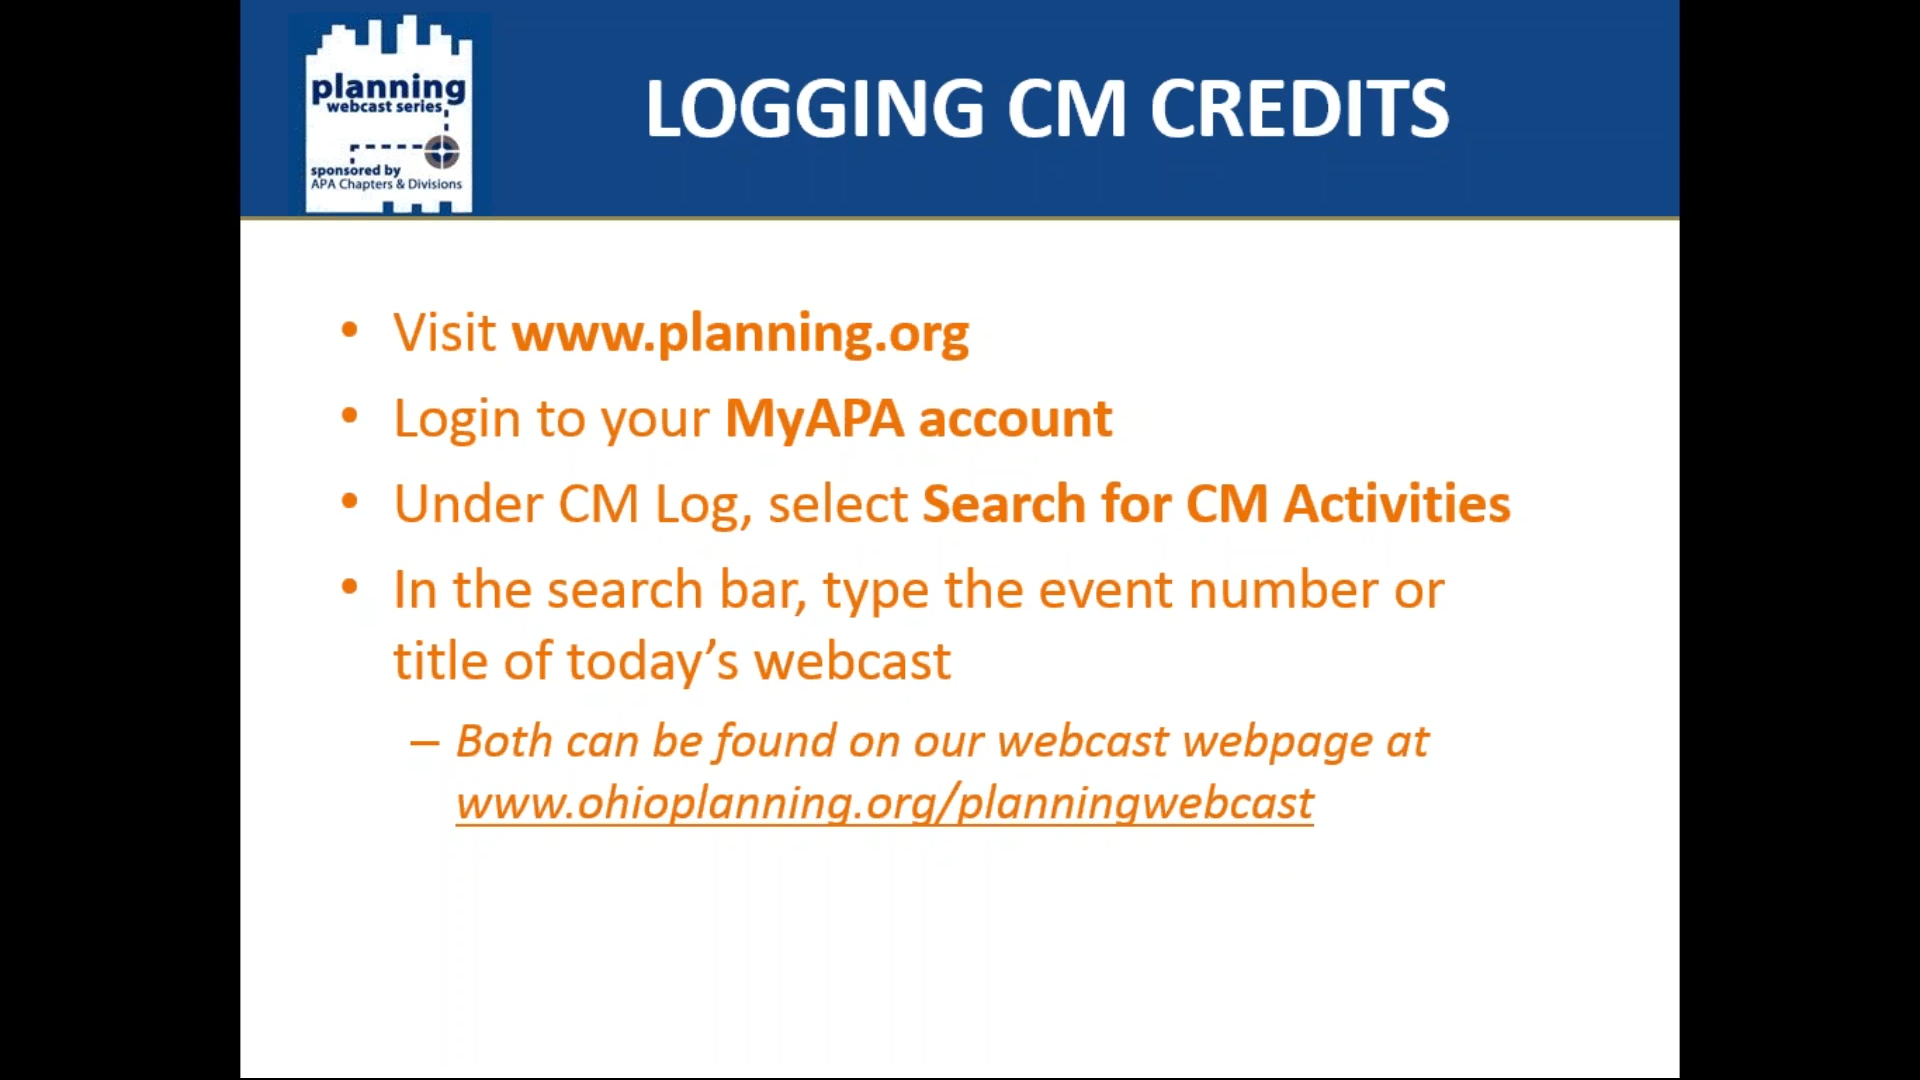 planning
webcast series
sponsored by
APA Chapters & Divisions
LOGGING CM CREDITS
• Visit www.planning.org
• Login to your MyAPA account
• Under CM Log, select Search for CM Activities
• In the search bar, type the event number or
title of today’s webcast
– Both can be found on our webcast webpage at
www.ohioplanning.org/planningwebcast